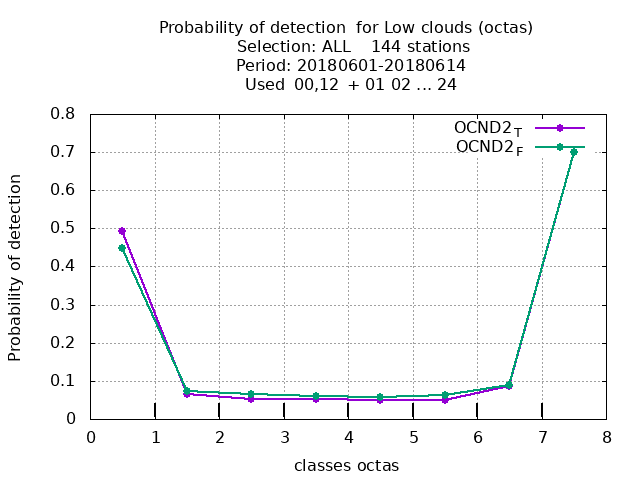 Probability of detection  for Low clouds (octas)
Selection: ALL    144 stations
Period: 20180601-20180614
Used  00,12  + 01 02 ... 24
OCND2T
OCND2F
Probability of detection
0.8
0.7
0.6
0.5
0.4
0.3
0.2
0.1
0
0 1 2 3 4 5 6 7 8
classes octas